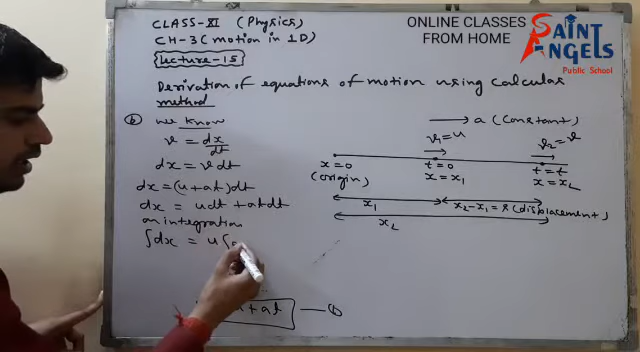 CLASS-XI (Physics)
CH-3 (motion in 1D)
Lecture-15
ONLINE CLASSES
FROM HOME
SAINT
ANGELS
Public School
Derivation of equations of motion using calculas
method
(b) we know
v = dx/dt
dx = v dt
dx = (u + at)dt
dx = udt + at dt
on integration
∫dx = u∫
+ at — ①
→ a (constant)
v₁ = u
v₂ = v
x = 0
(origin)
t = 0
x = x₁
t = t
x = x₂
x₁
x₂ - x₁ = s (displacement)
x₂